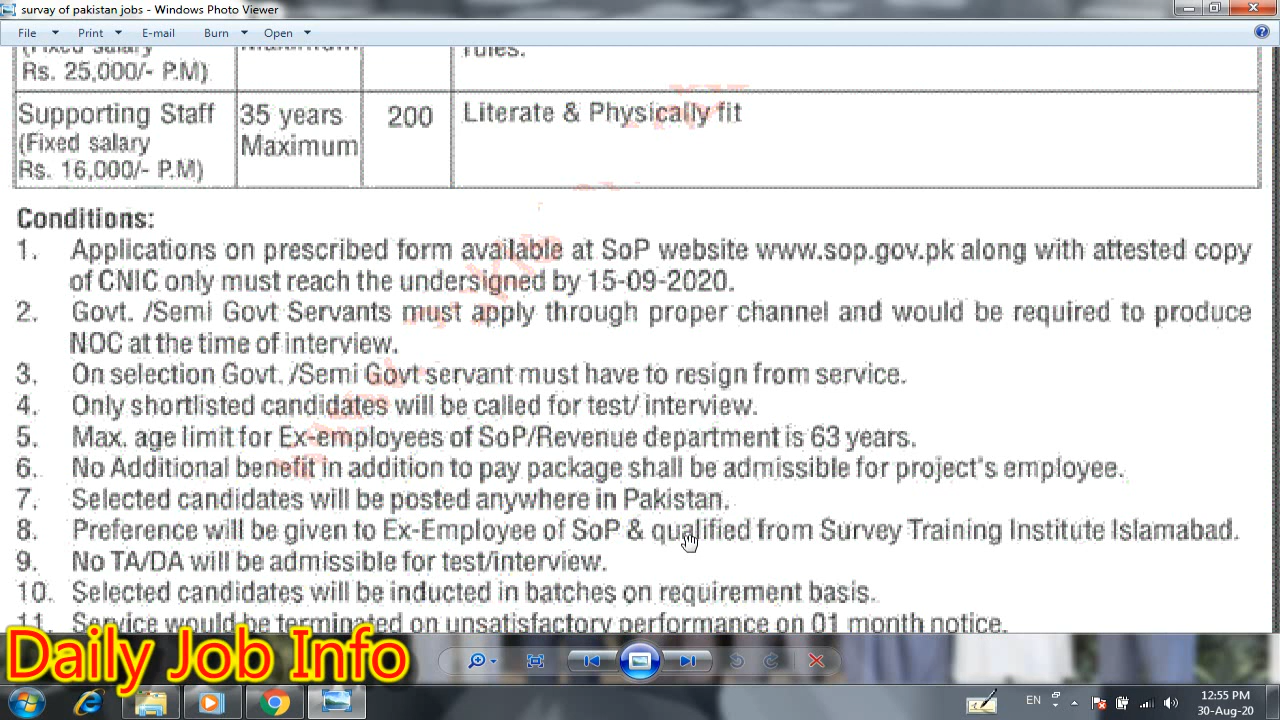 survay of pakistan jobs - Windows Photo Viewer
File Print E-mail Burn Open
(Fixed salary Maximum rules.
Rs. 25,000/- P.M)
Supporting Staff 35 years 200 Literate & Physically fit
(Fixed salary Maximum
Rs. 16,000/- P.M)
Conditions:
1. Applications on prescribed form available at SoP website www.sop.gov.pk along with attested copy
of CNIC only must reach the undersigned by 15-09-2020.
2. Govt. /Semi Govt Servants must apply through proper channel and would be required to produce
NOC at the time of interview.
3. On selection Govt. /Semi Govt servant must have to resign from service.
4. Only shortlisted candidates will be called for test/ interview.
5. Max. age limit for Ex-employees of SoP/Revenue department is 63 years.
6. No Additional benefit in addition to pay package shall be admissible for project's employee.
7. Selected candidates will be posted anywhere in Pakistan.
8. Preference will be given to Ex-Employee of SoP & qualified from Survey Training Institute Islamabad.
9. No TA/DA will be admissible for test/interview.
10. Selected candidates will be inducted in batches on requirement basis.
11. Service would be terminated on unsatisfactory performance on 01 month notice.
Daily Job Info
EN 12:55 PM
30-Aug-20